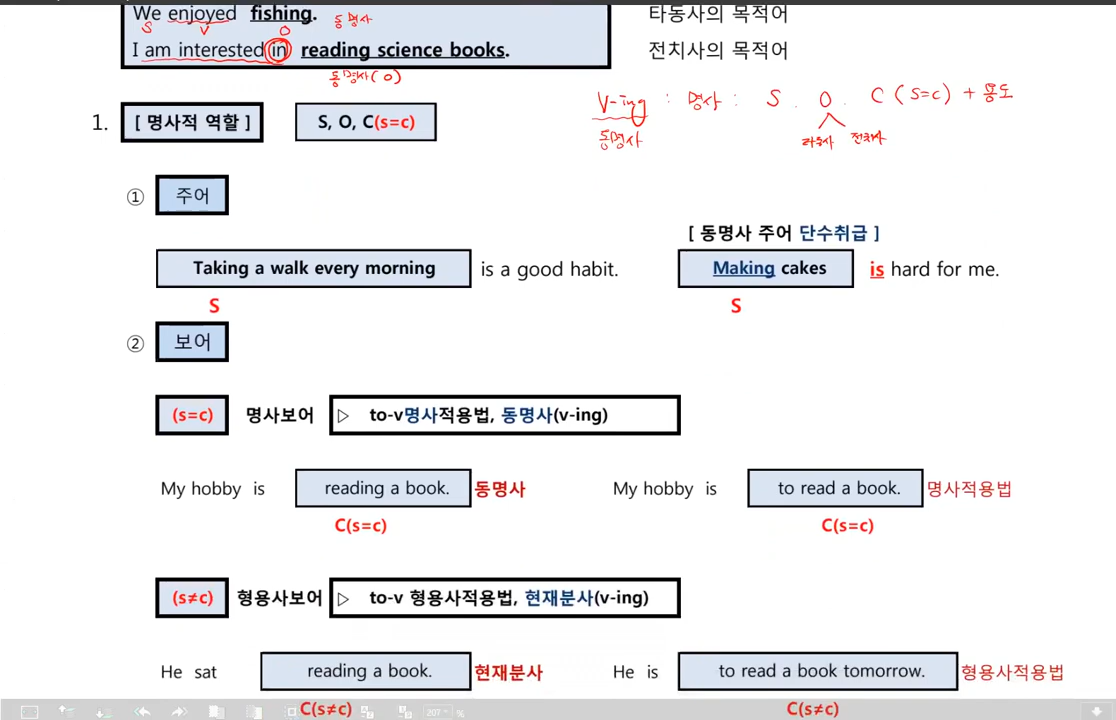 We enjoyed fishing. 동명사 타동사의 목적어
S V O
I am interested in reading science books. 전치사의 목적어
동명사(O)
V-ing : 명사 : S . O . C (S=c) + 용도
동명사 타동사 전치사
1. [ 명사적 역할 ] S, O, C(s=c)
① 주어
[ 동명사 주어 단수취급 ]
Taking a walk every morning is a good habit. Making cakes is hard for me.
S S
② 보어
(s=c) 명사보어 ▷ to-v명사적용법, 동명사(v-ing)
My hobby is reading a book. 동명사 My hobby is to read a book. 명사적용법
C(s=c) C(s=c)
(s≠c) 형용사보어 ▷ to-v 형용사적용법, 현재분사(v-ing)
He sat reading a book. 현재분사 He is to read a book tomorrow. 형용사적용법
C(s≠c) C(s≠c)
207 %